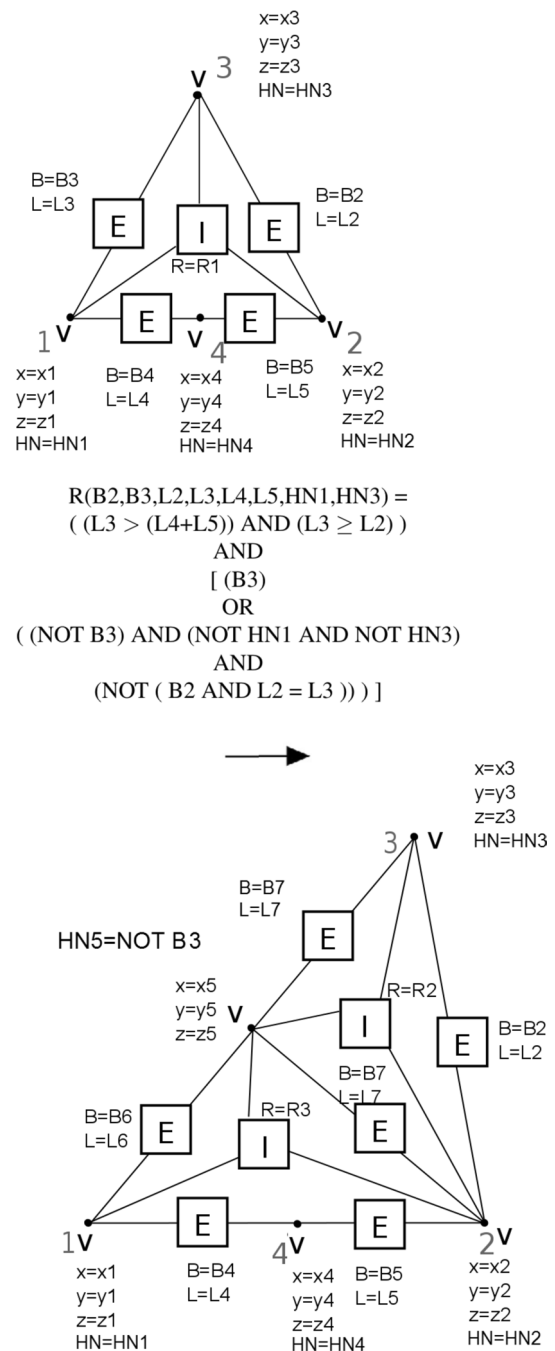 x=x3
y=y3
z=z3
HN=HN3
v 3
B=B3
L=L3
E
I
E
B=B2
L=L2
R=R1
1 v
E
v 4
E
v 2
x=x1
y=y1
z=z1
HN=HN1
B=B4
L=L4
x=x4
y=y4
z=z4
HN=HN4
B=B5
L=L5
x=x2
y=y2
z=z2
HN=HN2
R(B2,B3,L2,L3,L4,L5,HN1,HN3) =
( (L3 > (L4+L5)) AND (L3 ≥ L2) )
AND
[ (B3)
OR
( (NOT B3) AND (NOT HN1 AND NOT HN3)
AND
(NOT ( B2 AND L2 = L3 )) ) ]
x=x3
y=y3
z=z3
HN=HN3
3 v
B=B7
L=L7
E
HN5=NOT B3
x=x5
y=y5
z=z5
v
R=R2
I
E
B=B2
L=L2
B=B7
L=L7
E
B=B6
L=L6
E
R=R3
I
1 v
E
4 v
E
2 v
x=x1
y=y1
z=z1
HN=HN1
B=B4
L=L4
x=x4
y=y4
z=z4
HN=HN4
B=B5
L=L5
x=x2
y=y2
z=z2
HN=HN2